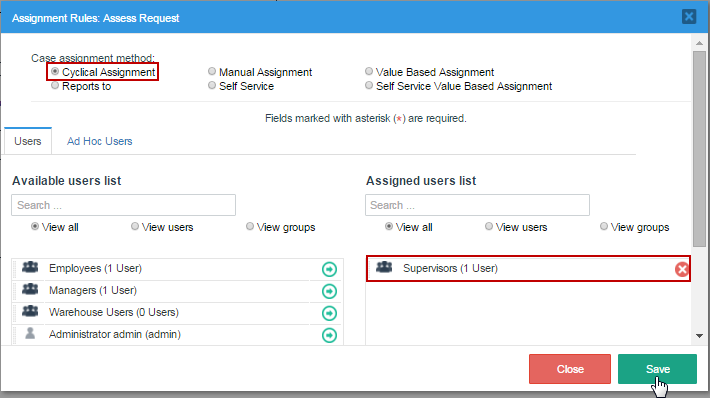 Assignment Rules: Assess Request
Case assignment method:
Cyclical Assignment Manual Assignment Value Based Assignment
Reports to Self Service Self Service Value Based Assignment
Fields marked with asterisk (*) are required.
Users Ad Hoc Users
Available users list
Search ...
View all View users View groups
Employees (1 User)
Managers (1 User)
Warehouse Users (0 Users)
Administrator admin (admin)
Assigned users list
Search ...
View all View users View groups
Supervisors (1 User)
Close Save